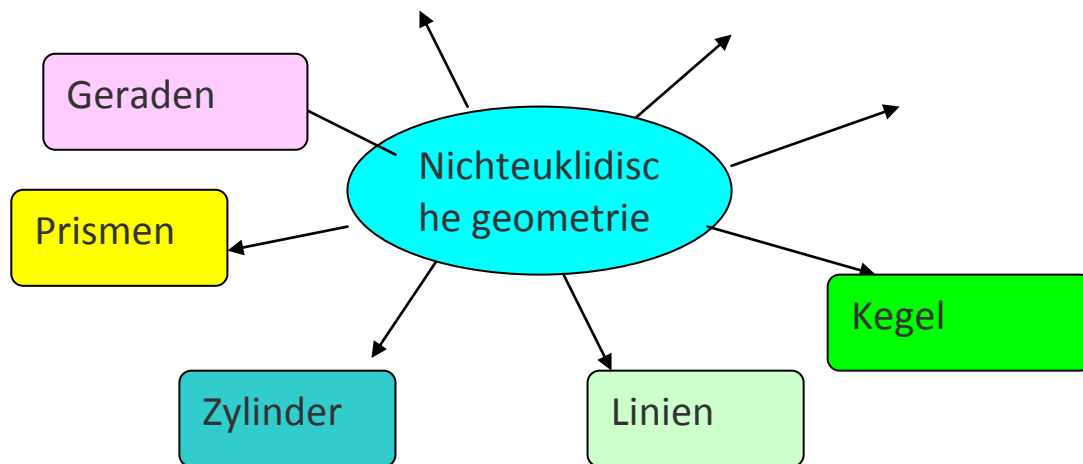 Geraden
Nichteuklidisc
he geometrie
Prismen
Kegel
Zylinder
Linien